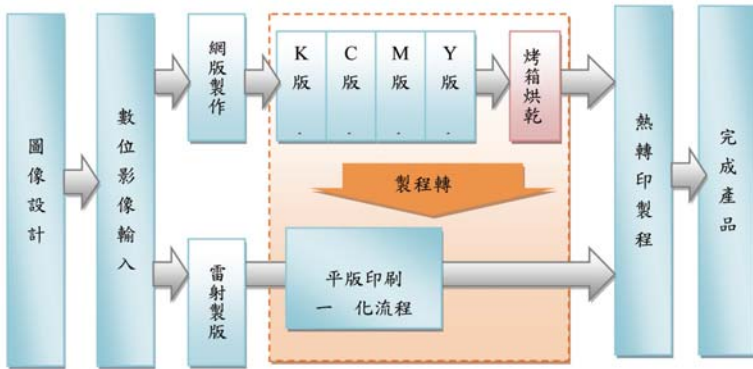 圖像設計
數位影像輸入
網版製作
K版
C版
M版
Y版
烤箱烘乾
製程轉
雷射製版
平版印刷
一 化流程
熱轉印製程
完成產品